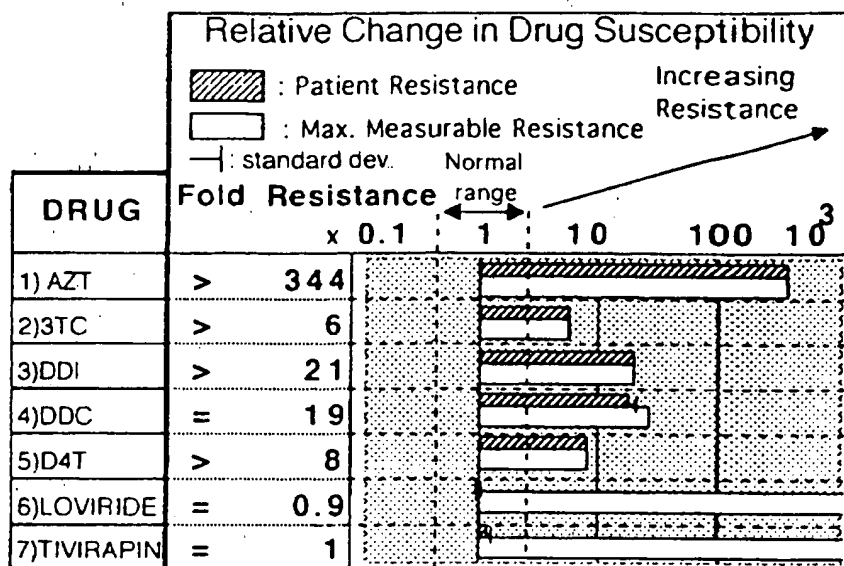 Relative Change in Drug Susceptibility
: Patient Resistance
Increasing
Resistance
: Max. Measurable Resistance
: standard dev..
Normal
range
DRUG
Fold Resistance
x 0.1 1 10 100 10³
1) AZT > 344
2)3TC > 6
3)DDI > 21
4)DDC = 19
5)D4T > 8
6)LOVIRIDE = 0.9
7)TIVIRAPIN = 1